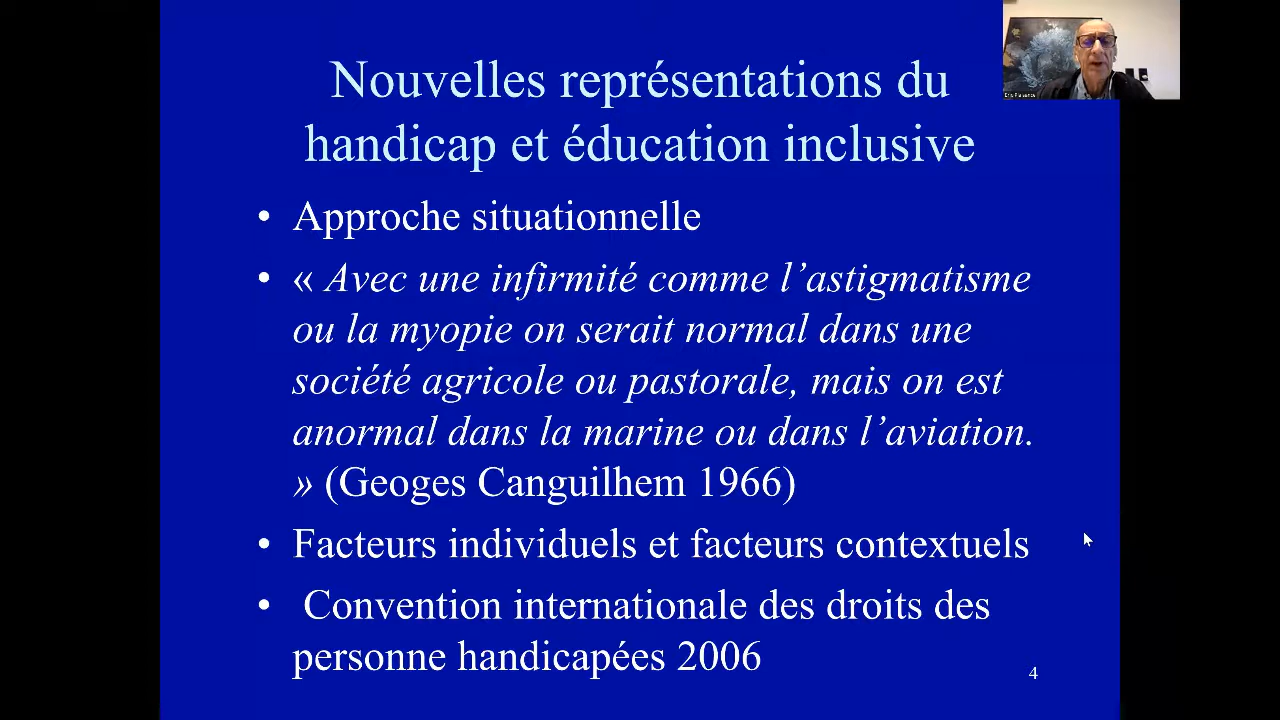 Nouvelles représentations du
handicap et éducation inclusive
• Approche situationnelle
• « Avec une infirmité comme l’astigmatisme
ou la myopie on serait normal dans une
société agricole ou pastorale, mais on est
anormal dans la marine ou dans l’aviation.
» (Geoges Canguilhem 1966)
• Facteurs individuels et facteurs contextuels
• Convention internationale des droits des
personne handicapées 2006
4
Eric Plaisance